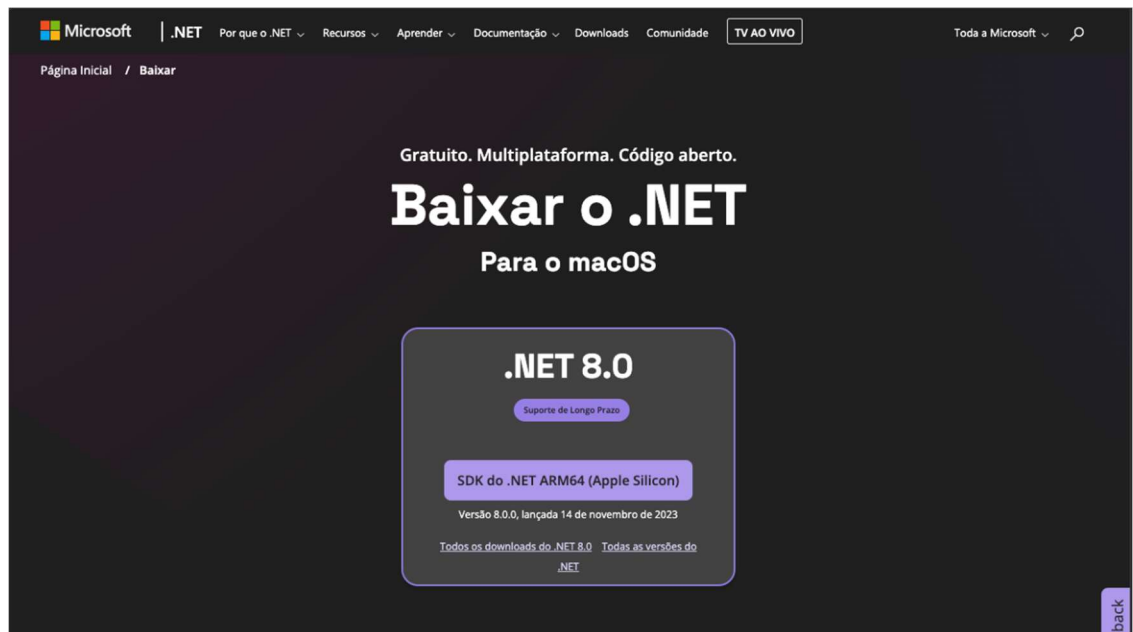 Microsoft | .NET Por que o .NET Recursos Aprender Documentação Downloads Comunidade TV AO VIVO Toda a Microsoft
Página Inicial / Baixar
Gratuito. Multiplataforma. Código aberto.
Baixar o .NET
Para o macOS
.NET 8.0
Suporte de Longo Prazo
SDK do .NET ARM64 (Apple Silicon)
Versão 8.0.0, lançada 14 de novembro de 2023
Todos os downloads do .NET 8.0 Todas as versões do
.NET
back